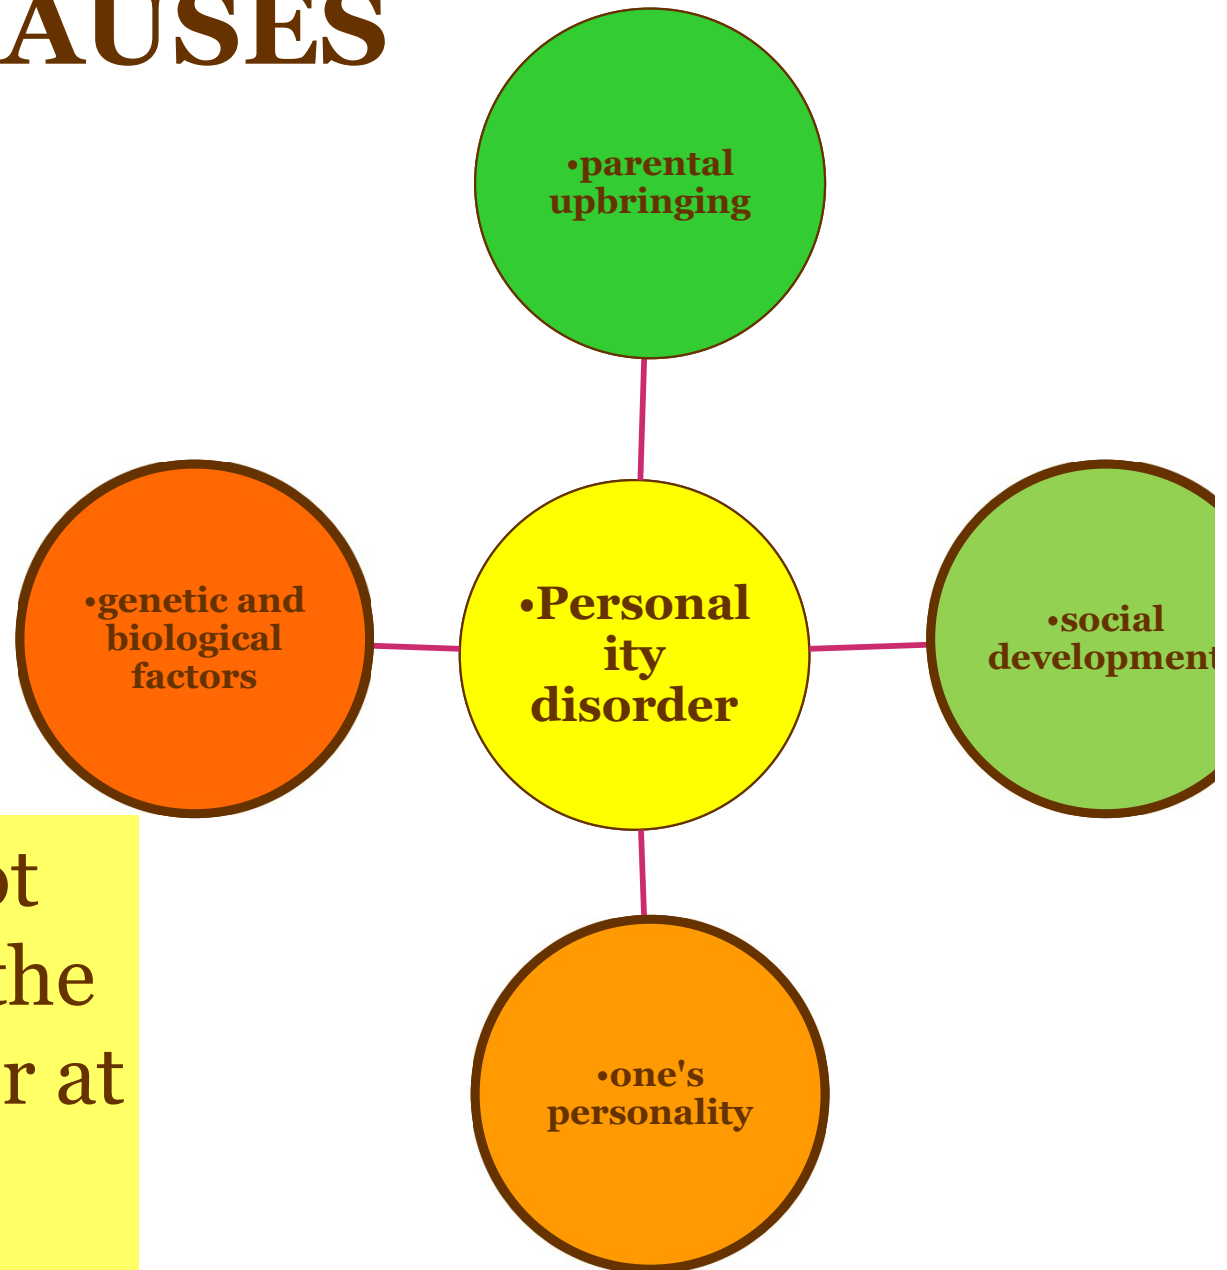 AUSES
•parental
upbringing
•genetic and
biological
factors
•Personal
ity
disorder
•social
development
ot
the
r at
•one's
personality